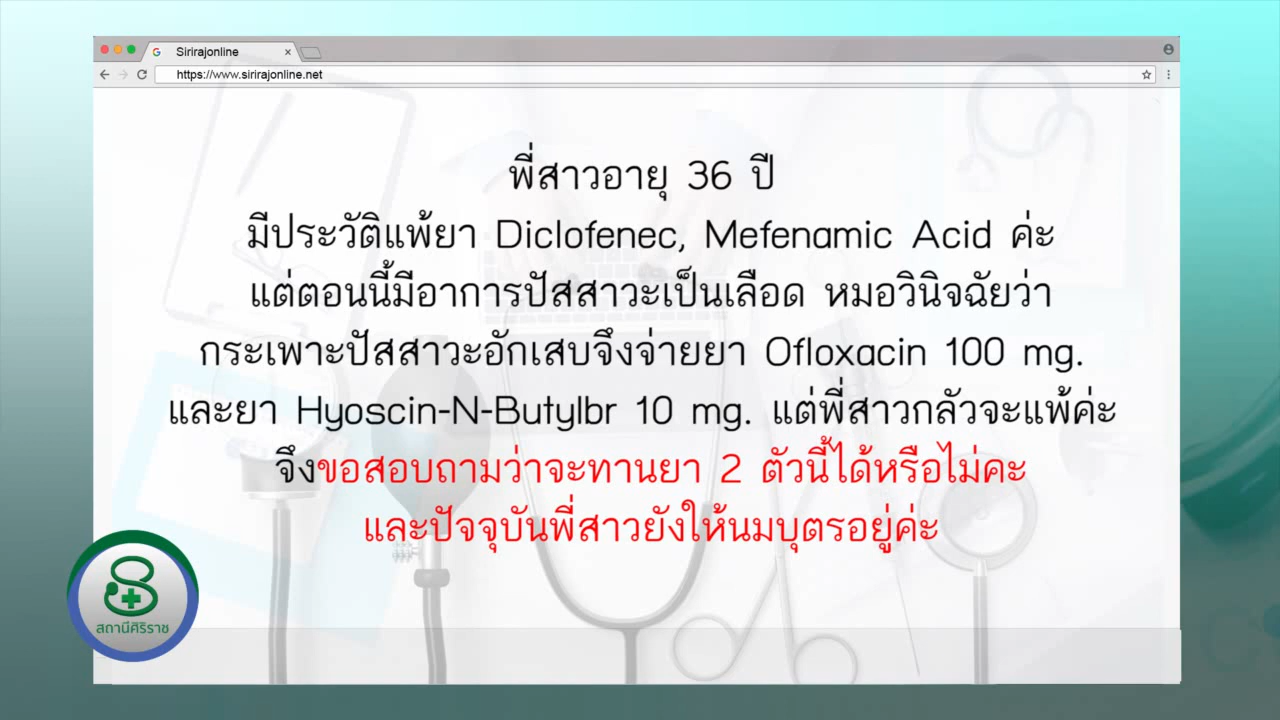 Sirirajonline
https://www.sirirajonline.net
พี่สาวอายุ 36 ปี
มีประวัติแพ้ยา Diclofenec, Mefenamic Acid ค่ะ
แต่ตอนนี้มีอาการปัสสาวะเป็นเลือด หมอวินิจฉัยว่า
กระเพาะปัสสาวะอักเสบจึงจ่ายยา Ofloxacin 100 mg.
และยา Hyoscin-N-Butylbr 10 mg. แต่พี่สาวกลัวจะแพ้ค่ะ
จึงขอสอบถามว่าจะทานยา 2 ตัวนี้ได้หรือไม่คะ
และปัจจุบันพี่สาวยังให้นมบุตรอยู่ค่ะ
สถานีศิริราช